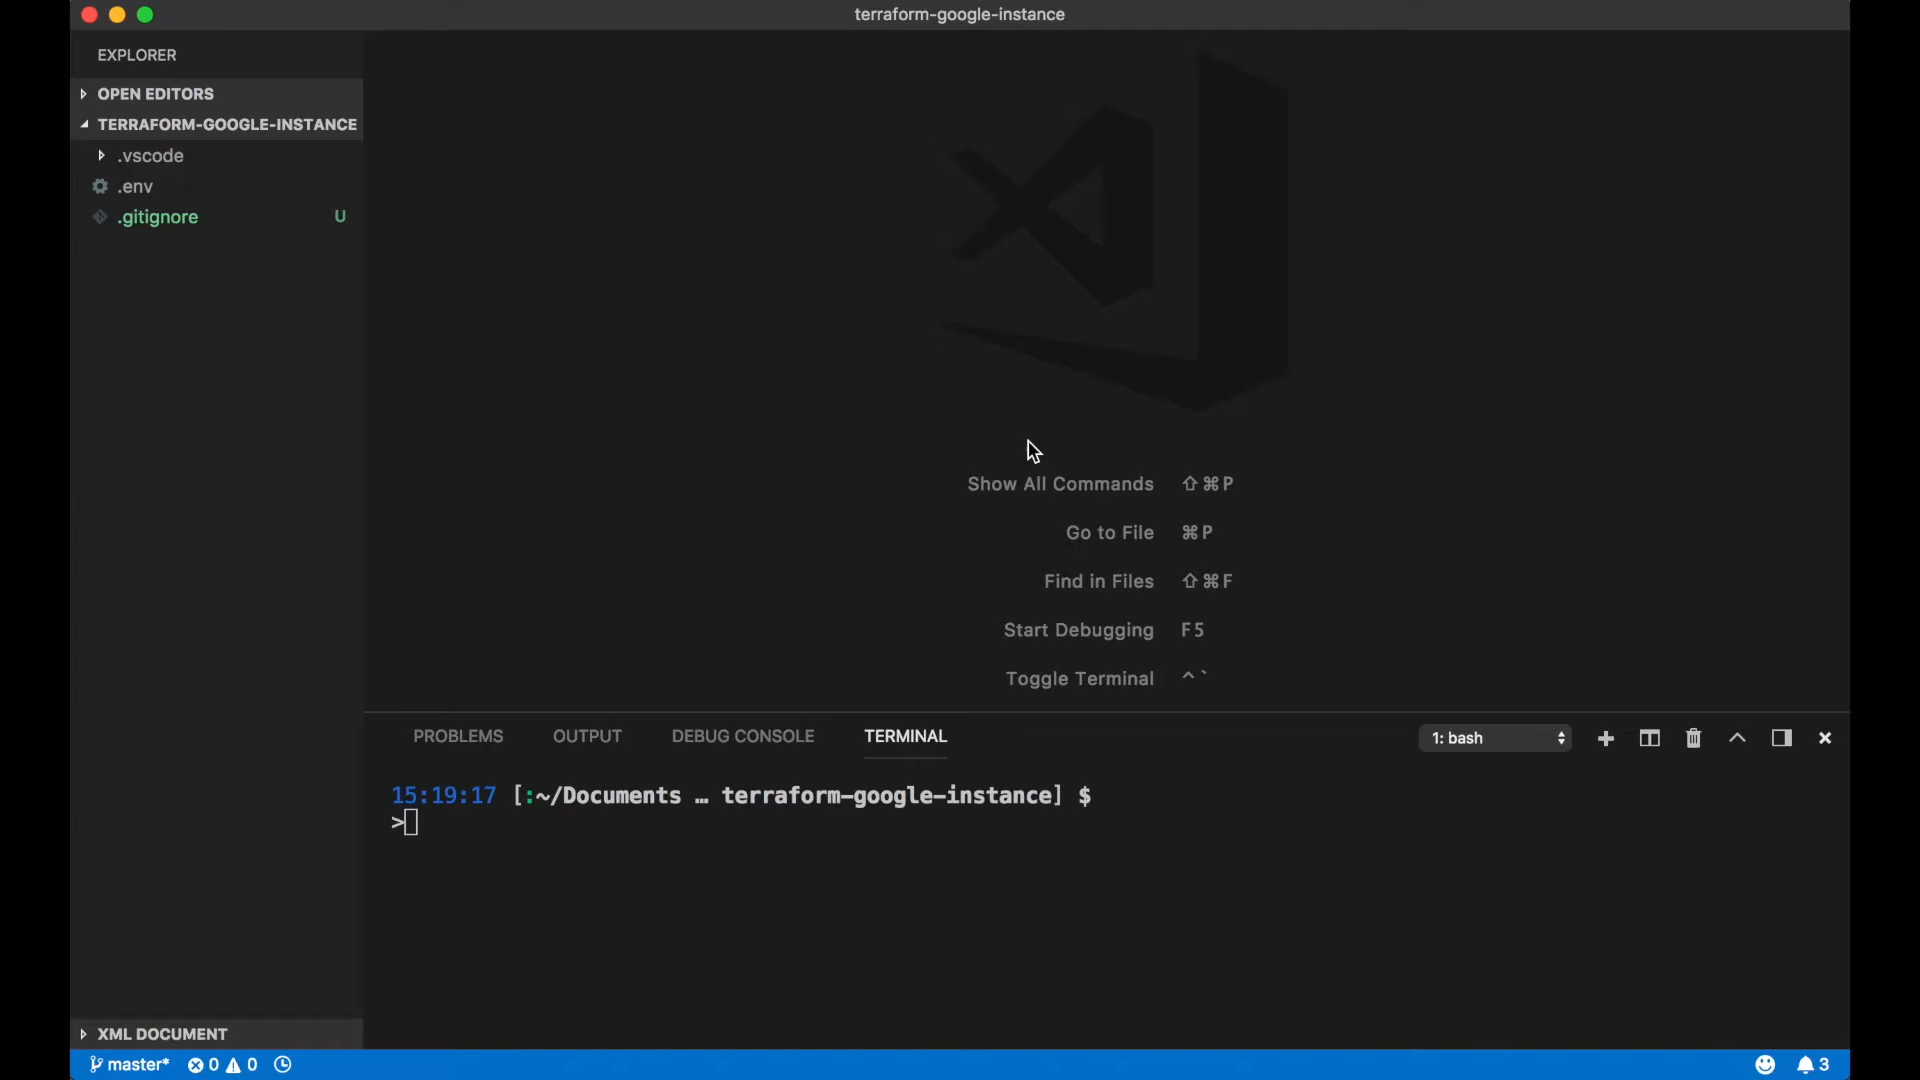 terraform-google-instance
EXPLORER
OPEN EDITORS
TERRAFORM-GOOGLE-INSTANCE
.vscode
.env
.gitignore U
Show All Commands ⇧⌘P
Go to File ⌘P
Find in Files ⇧⌘F
Start Debugging F5
Toggle Terminal ^`
PROBLEMS OUTPUT DEBUG CONSOLE TERMINAL 1: bash
15:19:17 [:~/Documents … terraform-google-instance] $
>
XML DOCUMENT
master* 0 0 3